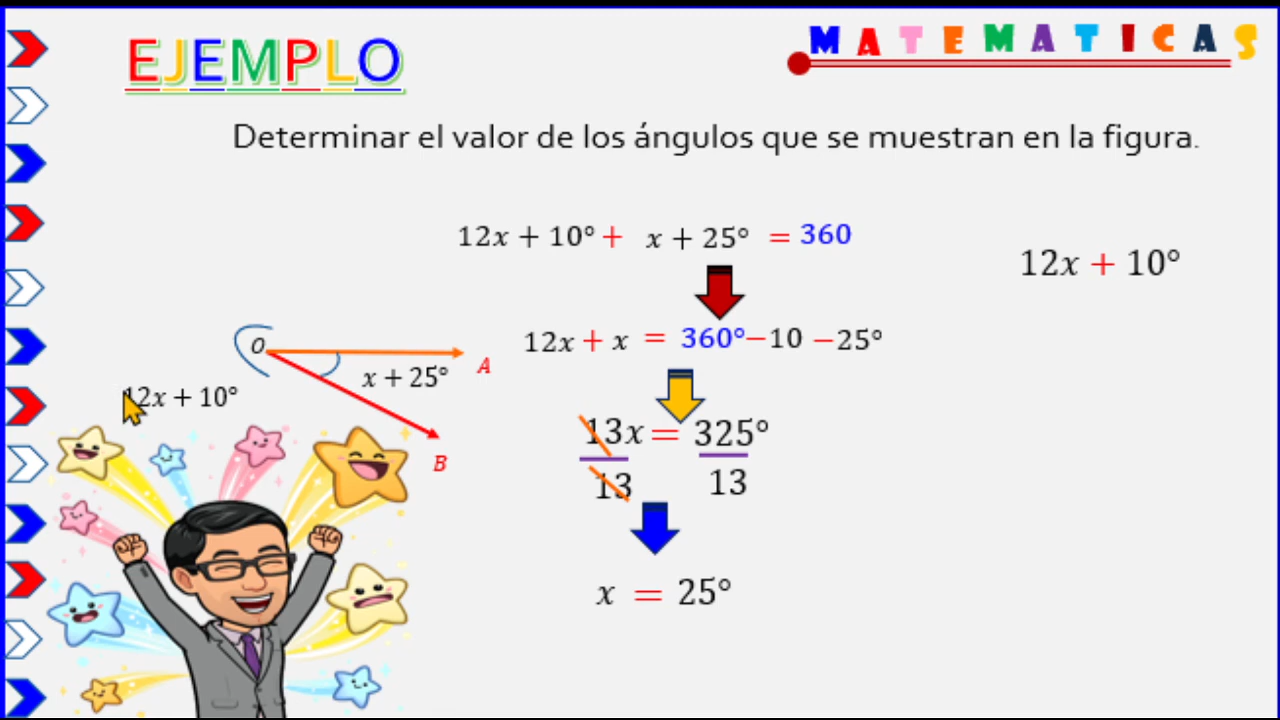 EJEMPLO
MATEMATICAS
Determinar el valor de los ángulos que se muestran en la figura.
12x + 10° + x + 25° = 360
12x + 10°
12x + x = 360° − 10 − 25°
O
A
x + 25°
12x + 10°
B
13x = 325°
13 13
x = 25°